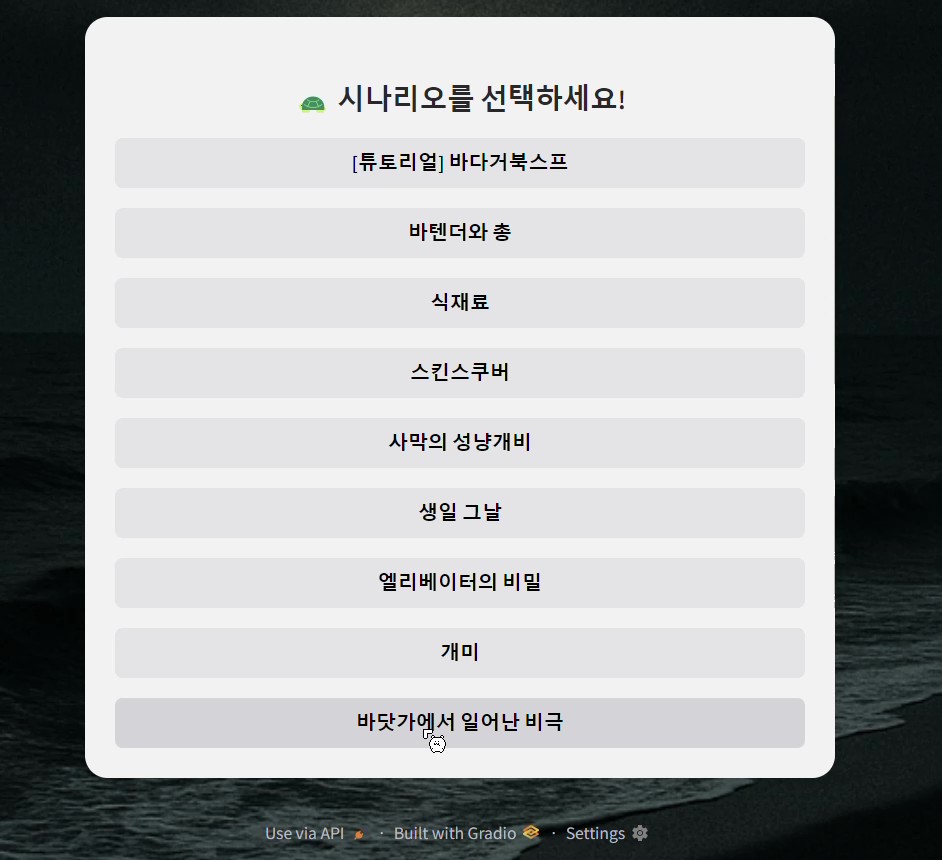 시나리오를 선택하세요!
[튜토리얼] 바다거북스프
바텐더와 총
식재료
스킨스쿠버
사막의 성냥개비
생일 그날
엘리베이터의 비밀
개미
바닷가에서 일어난 비극
Use via API · Built with Gradio · Settings